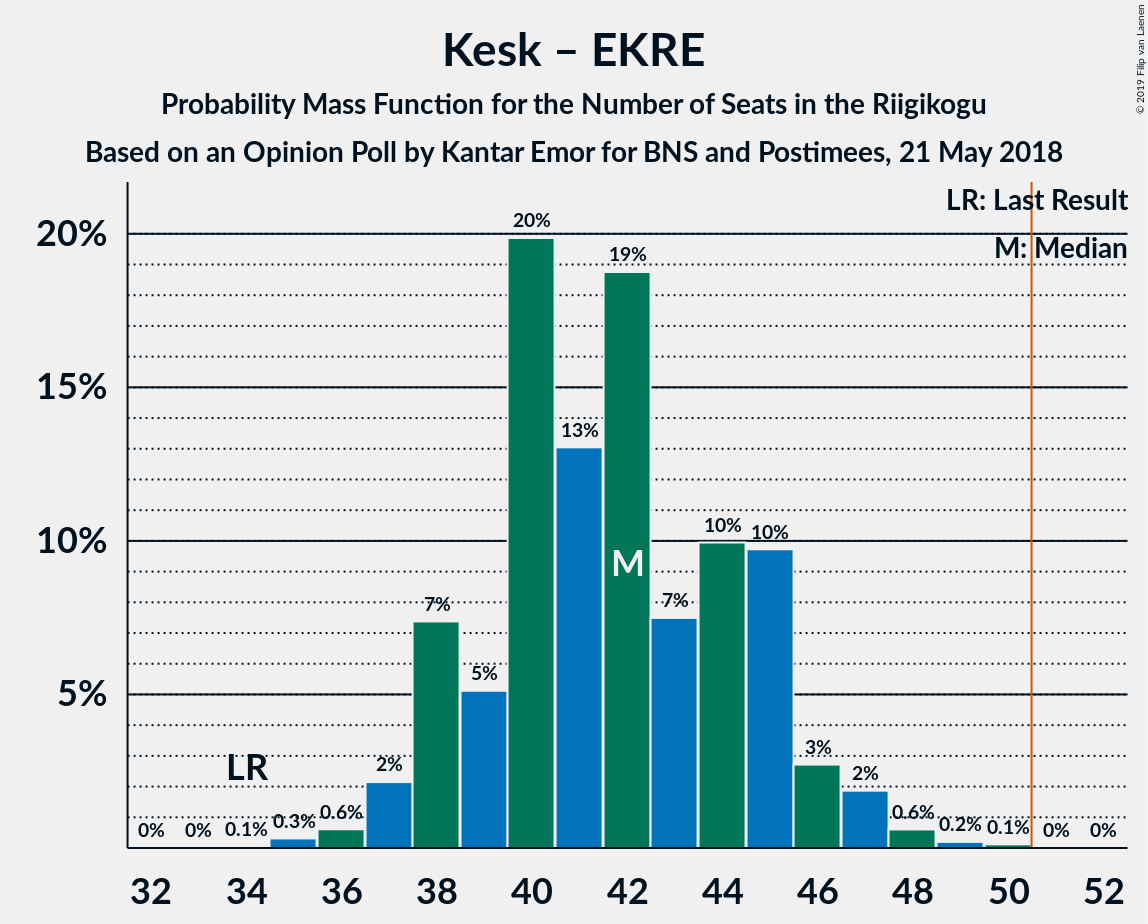 Kesk – EKRE
Probability Mass Function for the Number of Seats in the Riigikogu
Based on an Opinion Poll by Kantar Emor for BNS and Postimees, 21 May 2018
© 2019 Filip van Laenen
LR: Last Result
M: Median
20%
15%
10%
5%
0%
0%
0.1%
LR
0.3%
0.6%
2%
7%
5%
20%
13%
19%
M
7%
10%
10%
3%
2%
0.6%
0.2%
0.1%
0%
0%
32 34 36 38 40 42 44 46 48 50 52